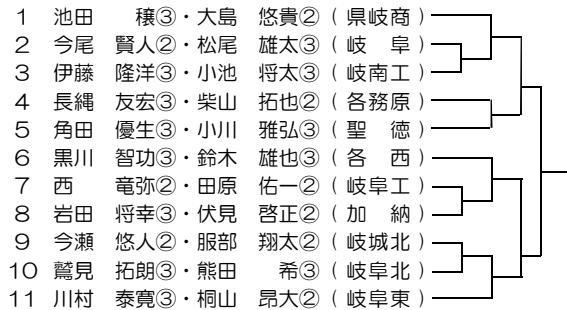 1 池田 穣③・大島 悠貴② ( 県岐商 )
2 今尾 賢人②・松尾 雄太③ ( 岐 阜 )
3 伊藤 隆洋③・小池 将太③ ( 岐南工 )
4 長縄 友宏③・柴山 拓也② ( 各務原 )
5 角田 優生③・小川 雅弘③ ( 聖 徳 )
6 黒川 智功③・鈴木 雄也③ ( 各 西 )
7 西 竜弥②・田原 佑一② ( 岐阜工 )
8 岩田 将幸③・伏見 啓正② ( 加 納 )
9 今瀬 悠人②・服部 翔太② ( 岐城北 )
10 鷲見 拓朗③・熊田 希③ ( 岐阜北 )
11 川村 泰寛③・桐山 昂大② ( 岐阜東 )